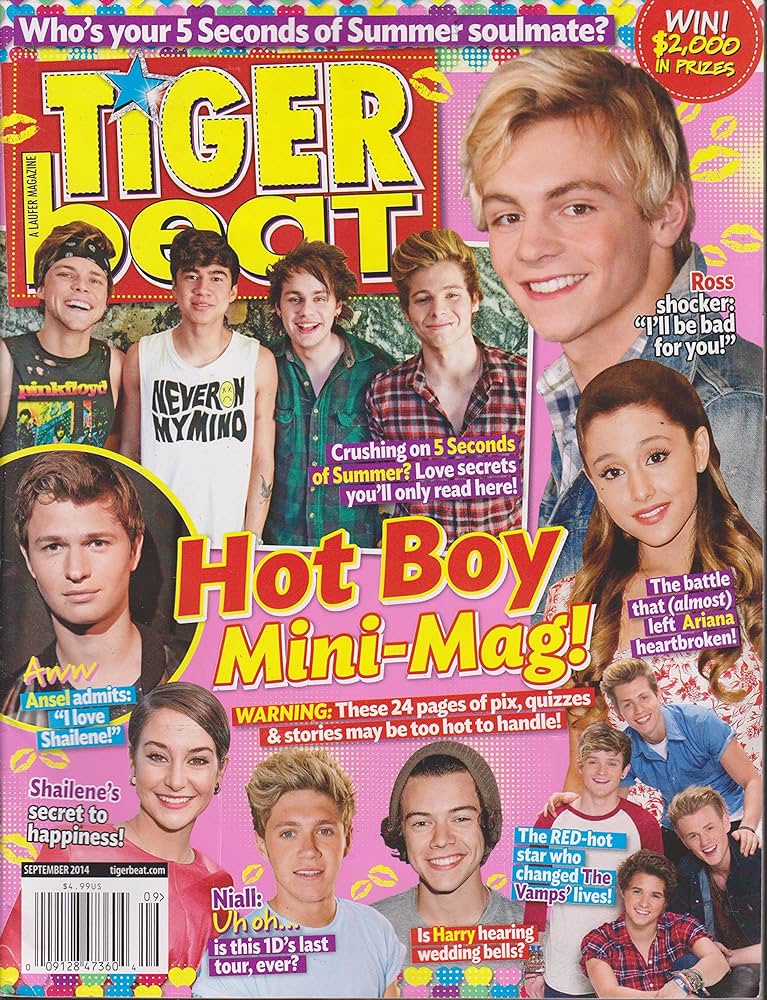 Who's your 5 Seconds of Summer soulmate?
WIN!
$2,000
IN PRIZES
TiGER
beat
A LAUFER MAGAZINE
Ross
shocker:
"I'll be bad
for you!"
pinkfloyd
NEVER ON
MY MIND
Crushing on 5 Seconds
of Summer? Love secrets
you'll only read here!
Hot Boy
Mini-Mag!
WARNING: These 24 pages of pix, quizzes
& stories may be too hot to handle!
The battle
that (almost)
left Ariana
heartbroken!
Aww
Ansel admits:
"I love
Shailene!"
Shailene's
secret to
happiness!
SEPTEMBER 2014 tigerbeat.com
$4.99US
09>
0 09128 47360 4
Niall:
Uh oh...
is this 1D's last
tour, ever?
Is Harry hearing
wedding bells?
The RED-hot
star who
changed The
Vamps' lives!